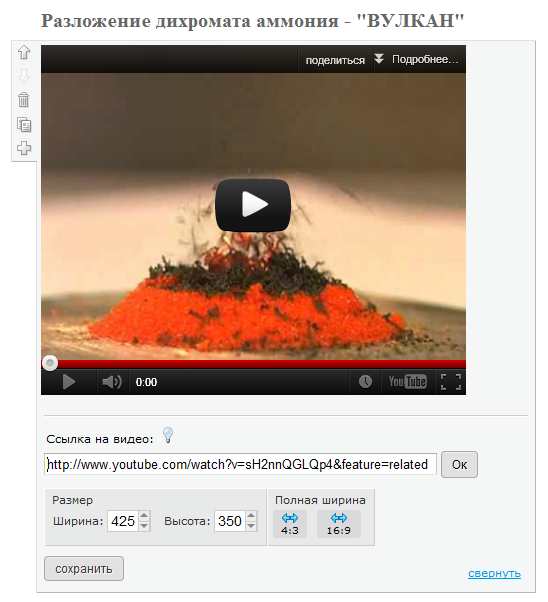 Разложение дихромата аммония - "ВУЛКАН"
поделиться Подробнее...
0:00 YouTube
Ссылка на видео:
http://www.youtube.com/watch?v=sH2nnQGLQp4&feature=related Ок
Размер Полная ширина
Ширина: 425 Высота: 350 4:3 16:9
сохранить свернуть